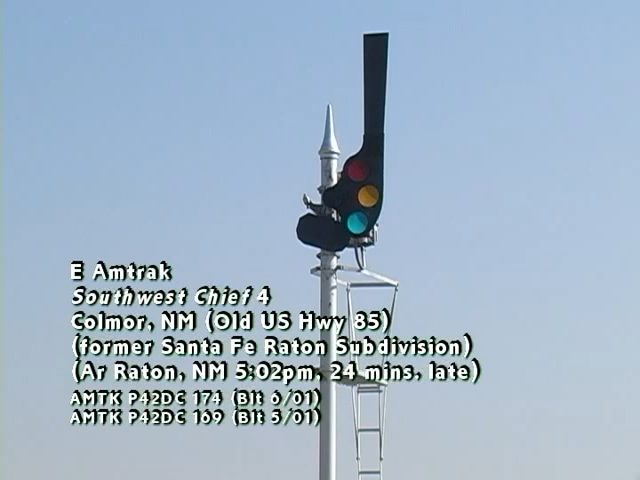 E Amtrak
Southwest Chief 4
Colmor, NM (Old US Hwy 85)
(former Santa Fe Raton Subdivision)
(Ar Raton, NM 5:02pm, 24 mins. late)
AMTK P42DC 174 (Blt 6/01)
AMTK P42DC 169 (Blt 5/01)